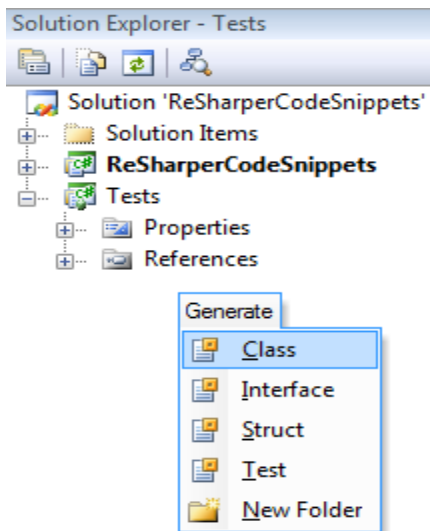 Solution Explorer - Tests
Solution 'ReSharperCodeSnippets'
Solution Items
ReSharperCodeSnippets
Tests
Properties
References
Generate
Class
Interface
Struct
Test
New Folder